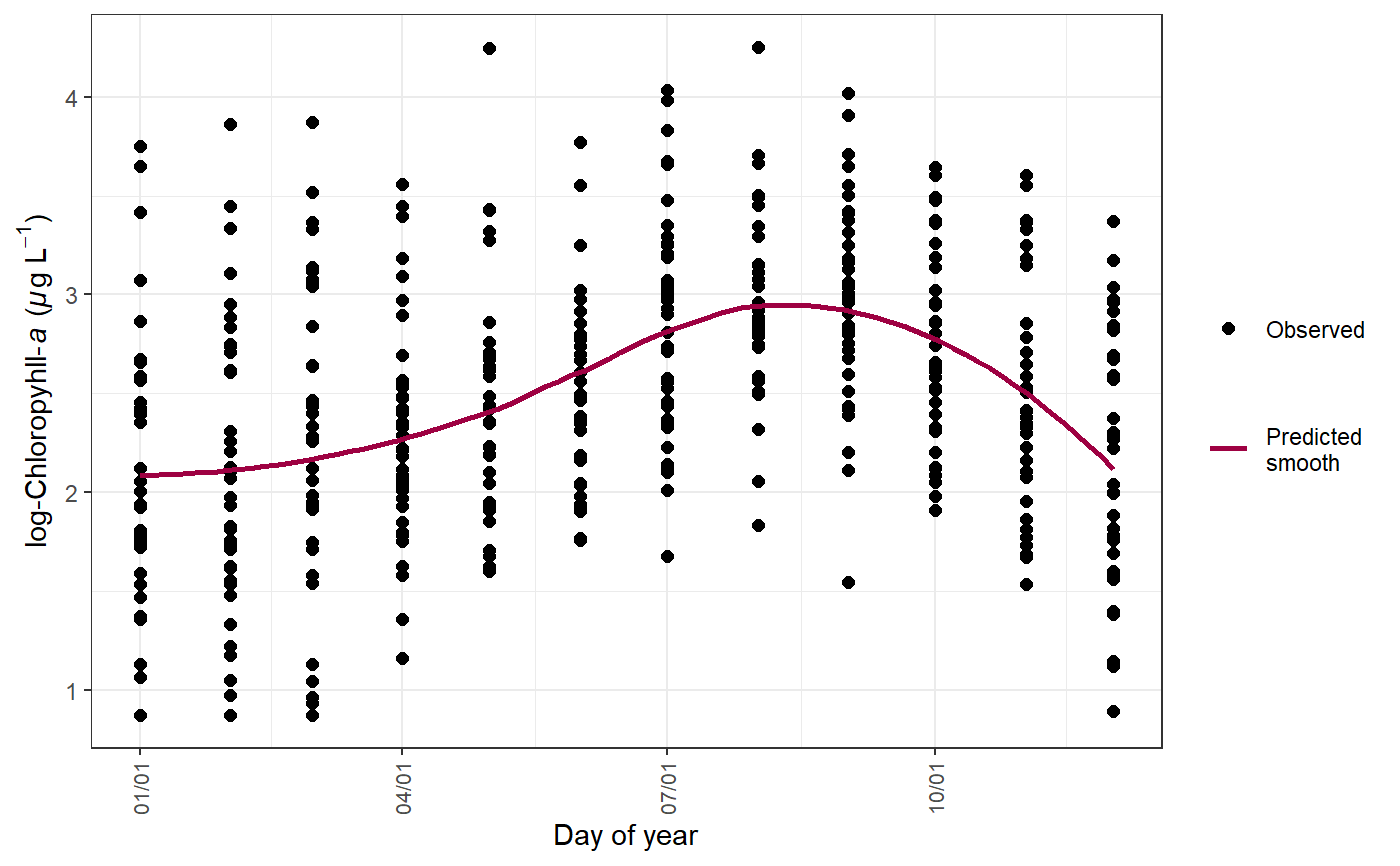 log-Chloropyhll-a (µg L⁻¹)
4
3
2
1
01/01
04/01
07/01
10/01
Day of year
Observed
Predicted
smooth